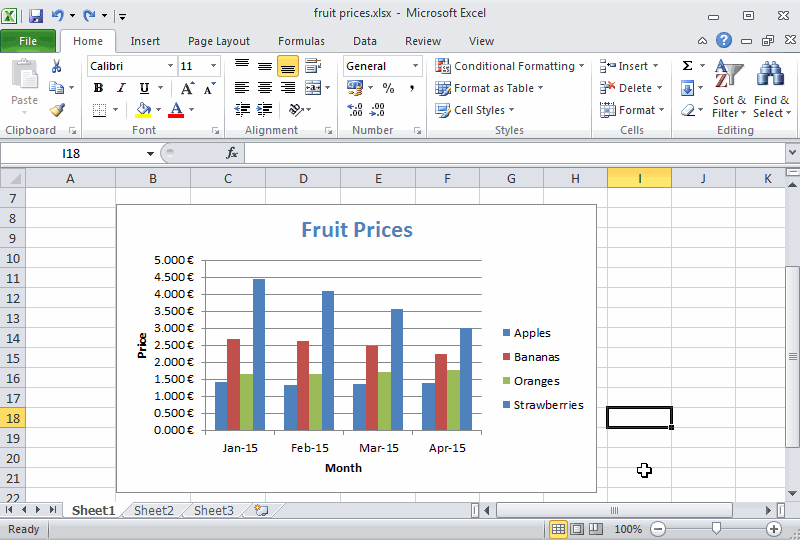 fruit prices.xlsx - Microsoft Excel
File Home Insert Page Layout Formulas Data Review View
Calibri 11 General Conditional Formatting Insert Σ
Paste B I U A A % , Format as Table Delete Sort & Filter Find & Select
A Cell Styles Format
Clipboard Font Alignment Number Styles Cells Editing
I18 fx
A B C D E F G H I J K
7
8
9
10
11
12
13
14
15
16
17
18
19
20
21
22
Fruit Prices
5.000 €
4.500 €
4.000 €
3.500 €
3.000 €
2.500 €
2.000 €
1.500 €
1.000 €
0.500 €
0.000 €
Price
Jan-15 Feb-15 Mar-15 Apr-15
Month
Apples
Bananas
Oranges
Strawberries
Sheet1 Sheet2 Sheet3
Ready 100%